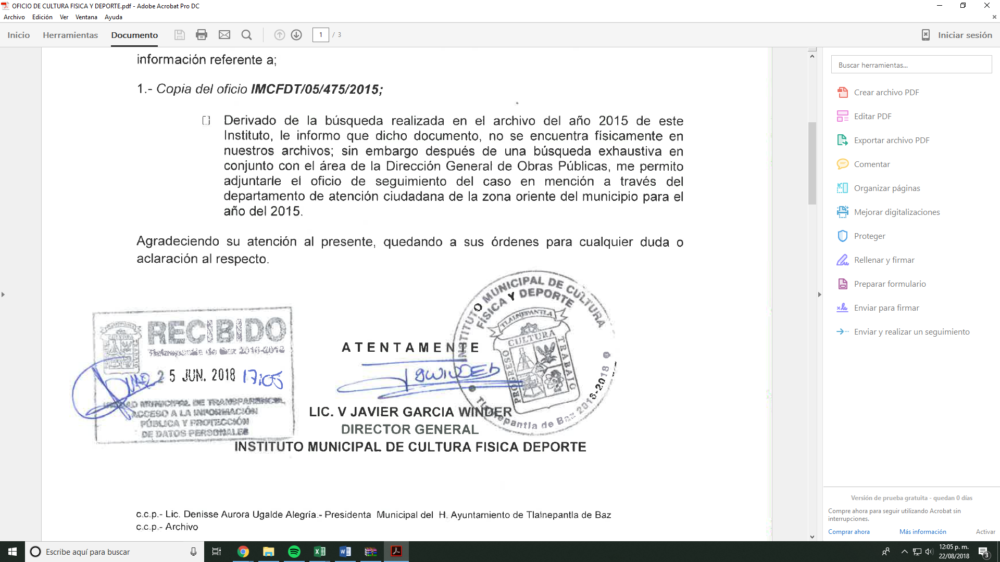 OFICIO DE CULTURA FISICA Y DEPORTE.pdf - Adobe Acrobat Pro DC
Archivo Edición Ver Ventana Ayuda
Inicio Herramientas Documento 1 / 3 Iniciar sesión
información referente a;
1.- Copia del oficio IMCFDT/05/475/2015;
Derivado de la búsqueda realizada en el archivo del año 2015 de este
Instituto, le informo que dicho documento, no se encuentra físicamente en
nuestros archivos; sin embargo después de una búsqueda exhaustiva en
conjunto con el área de la Dirección General de Obras Públicas, me permito
adjuntarle el oficio de seguimiento del caso en mención a través del
departamento de atención ciudadana de la zona oriente del municipio para el
año del 2015.
Agradeciendo su atención al presente, quedando a sus órdenes para cualquier duda o
aclaración al respecto.
RECIBIDO
Tlalnepantla de Baz 2016-2018
25 JUN. 2018 17:05
UNIDAD MUNICIPAL DE TRANSPARENCIA,
ACCESO A LA INFORMACIÓN
PÚBLICA Y PROTECCIÓN
DE DATOS PERSONALES
INSTITUTO MUNICIPAL DE CULTURA
FÍSICA Y DEPORTE
TLALNEPANTLA
CULTURA
TRABAJO
PROGRESO
Tlalnepantla de Baz 2016-2018
ATENTAMENTE
LIC. V JAVIER GARCIA WINDER
DIRECTOR GENERAL
INSTITUTO MUNICIPAL DE CULTURA FISICA DEPORTE
c.c.p.- Lic. Denisse Aurora Ugalde Alegría.- Presidenta Municipal del H. Ayuntamiento de Tlalnepantla de Baz
c.c.p.- Archivo
Buscar herramientas...
Crear archivo PDF
Editar PDF
Exportar archivo PDF
Comentar
Organizar páginas
Mejorar digitalizaciones
Proteger
Rellenar y firmar
Preparar formulario
Enviar para firmar
Enviar y realizar un seguimiento
Versión de prueba gratuita - quedan 0 días
Compre ahora para seguir utilizando Acrobat sin
interrupciones.
Comprar ahora Más información Activar
Escribe aquí para buscar
12:05 p. m.
22/08/2018
3